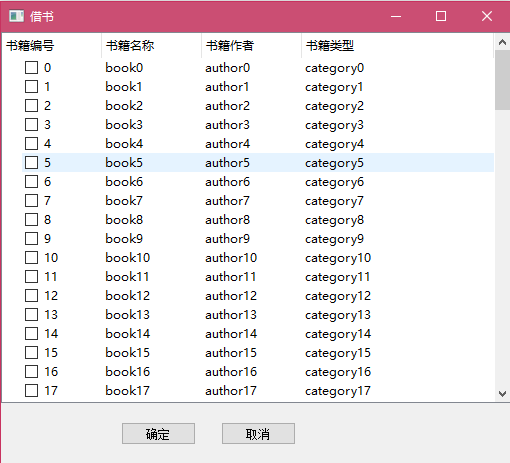 借书
书籍编号 书籍名称 书籍作者 书籍类型
0 book0 author0 category0
1 book1 author1 category1
2 book2 author2 category2
3 book3 author3 category3
4 book4 author4 category4
5 book5 author5 category5
6 book6 author6 category6
7 book7 author7 category7
8 book8 author8 category8
9 book9 author9 category9
10 book10 author10 category10
11 book11 author11 category11
12 book12 author12 category12
13 book13 author13 category13
14 book14 author14 category14
15 book15 author15 category15
16 book16 author16 category16
17 book17 author17 category17
确定 取消